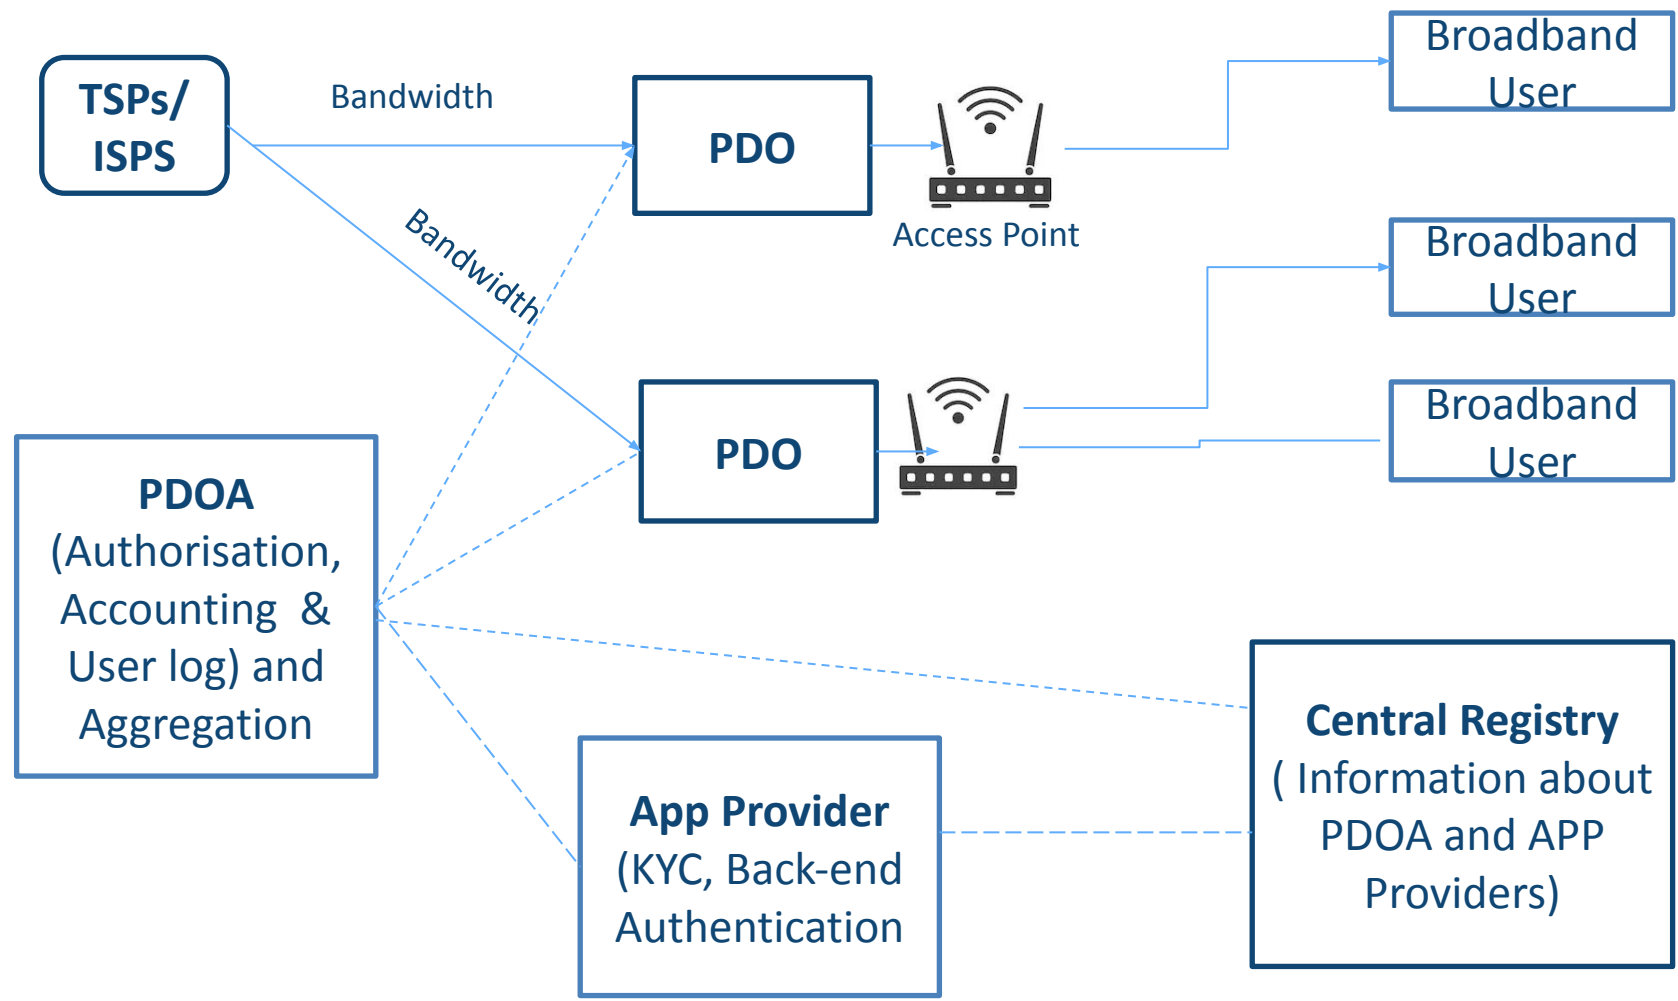 TSPs/
ISPS
Bandwidth
PDO
Access Point
Broadband
User
Bandwidth
Broadband
User
PDO
Broadband
User
PDOA
(Authorisation,
Accounting &
User log) and
Aggregation
App Provider
(KYC, Back-end
Authentication
Central Registry
( Information about
PDOA and APP
Providers)